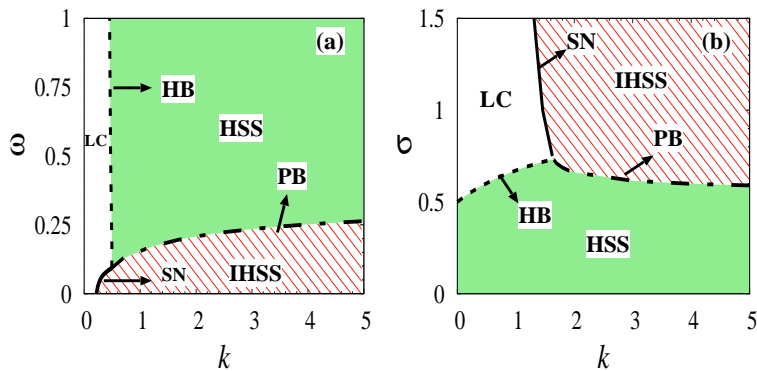 1
(a)
0.75
HB
ω
LC
HSS
0.5
PB
0.25
SN
IHSS
0
0 1 2 3 4 5
k
1.5
SN
(b)
LC
IHSS
1
σ
PB
0.5
HB
HSS
0
0 1 2 3 4 5
k